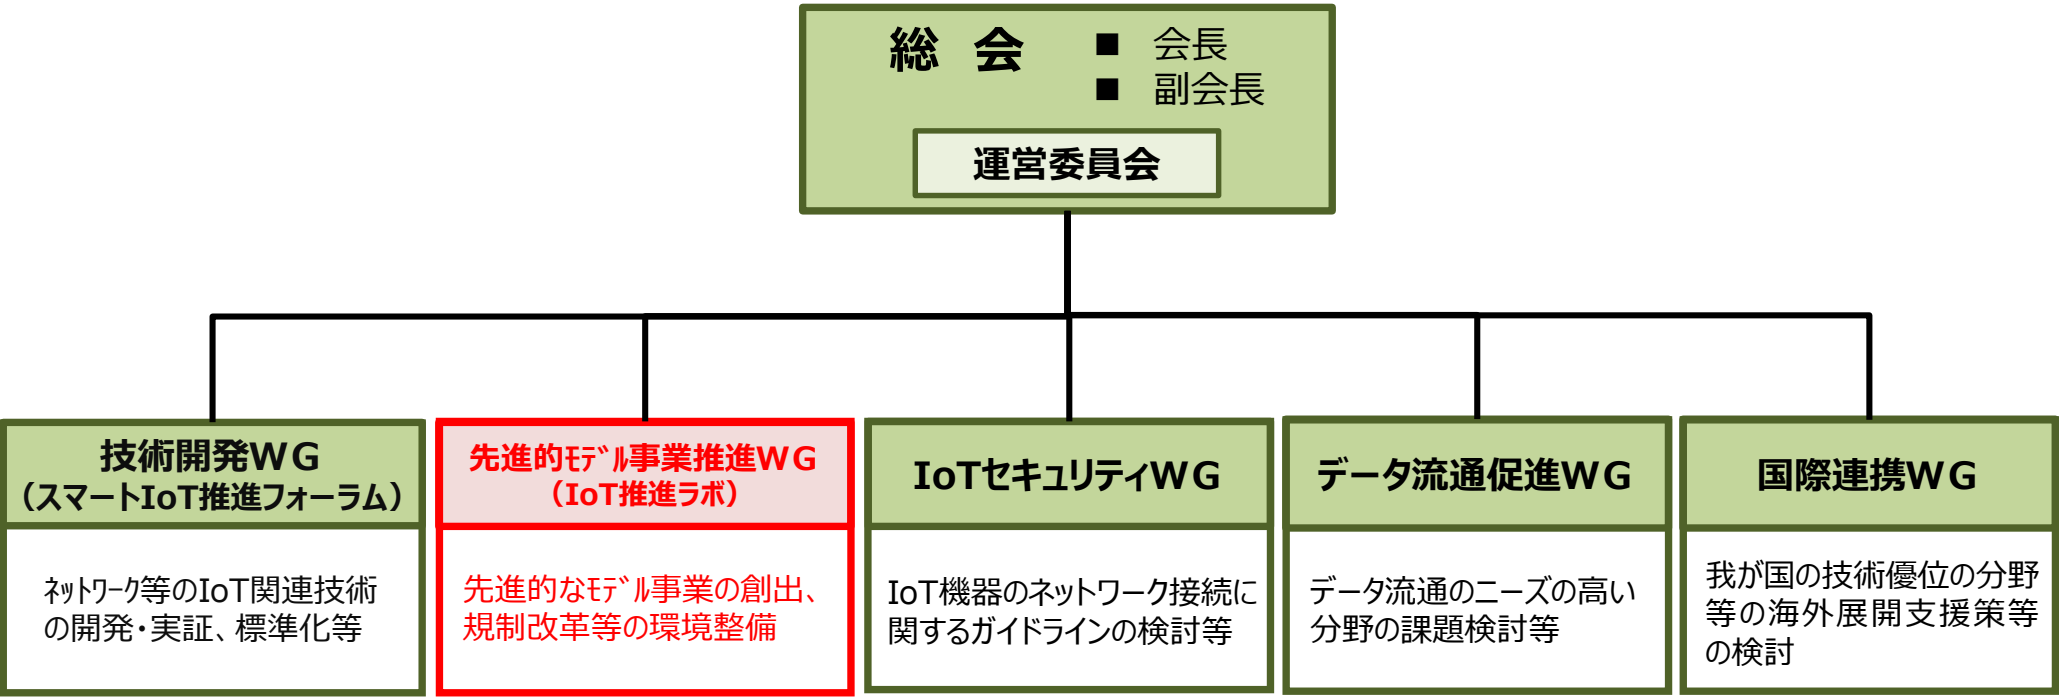 総 会
■ 会長
■ 副会長
運営委員会
技術開発WG
（スマートIoT推進フォーラム）
ﾈｯﾄﾜｰｸ等のIoT関連技術
の開発・実証、標準化等
先進的ﾓﾃﾞﾙ事業推進WG
（IoT推進ラボ）
先進的なﾓﾃﾞﾙ事業の創出、
規制改革等の環境整備
IoTセキュリティWG
IoT機器のネットワーク接続に
関するガイドラインの検討等
データ流通促進WG
データ流通のニーズの高い
分野の課題検討等
国際連携WG
我が国の技術優位の分野
等の海外展開支援策等
の検討